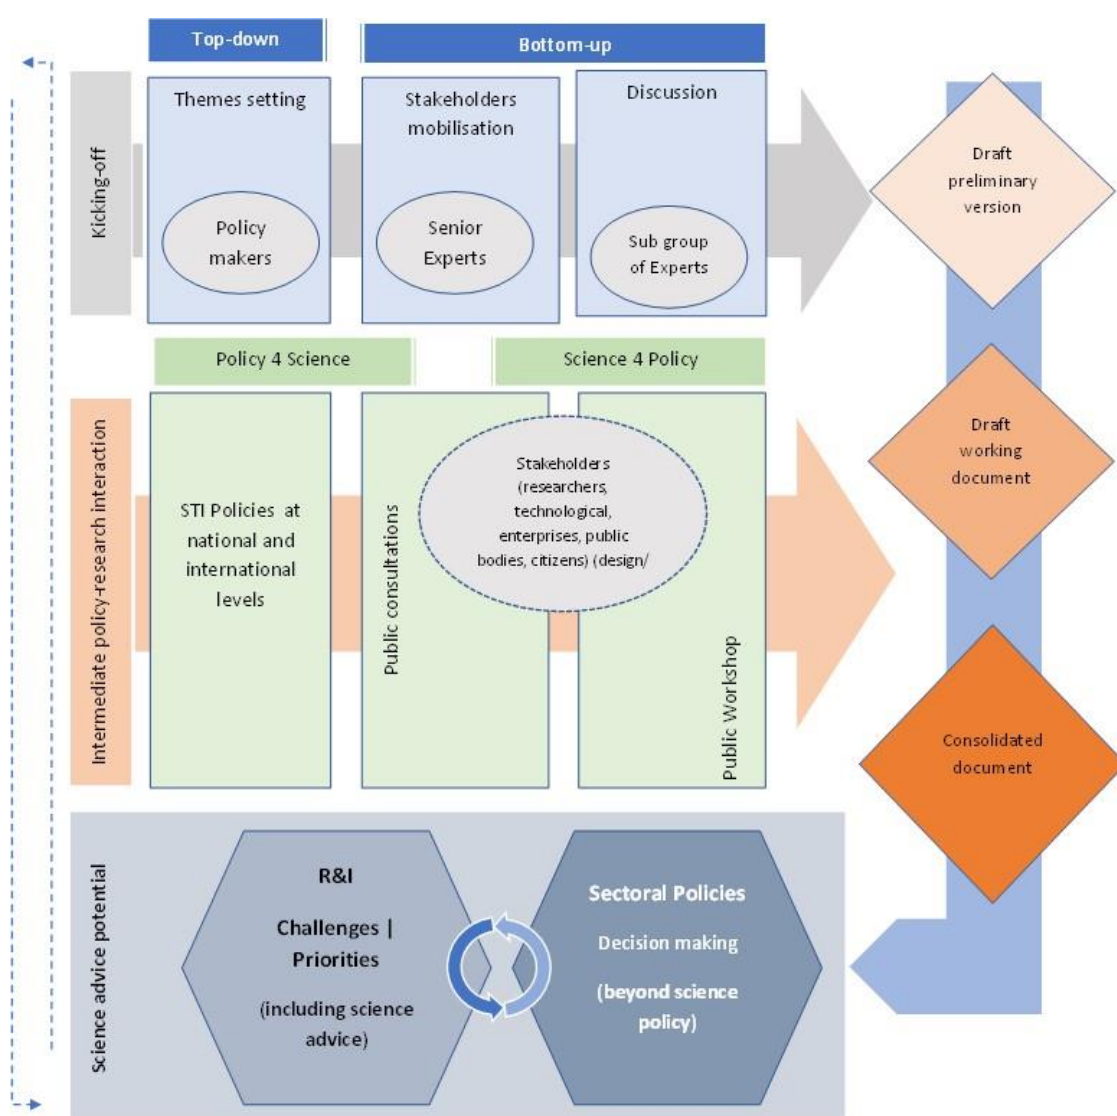 Top-down
Bottom-up
Kicking-off
Themes setting
Policy
makers
Stakeholders
mobilisation
Senior
Experts
Discussion
Sub group
of Experts
Draft
preliminary
version
Policy 4 Science
Science 4 Policy
Intermediate policy-research interaction
STI Policies at
national and
international
levels
Public consultations
Stakeholders
(researchers,
technological,
enterprises, public
bodies, citizens) (design/
Public Workshop
Draft
working
document
Consolidated
document
Science advice potential
R&I
Challenges |
Priorities
(including science
advice)
Sectoral Policies
Decision making
(beyond science
policy)